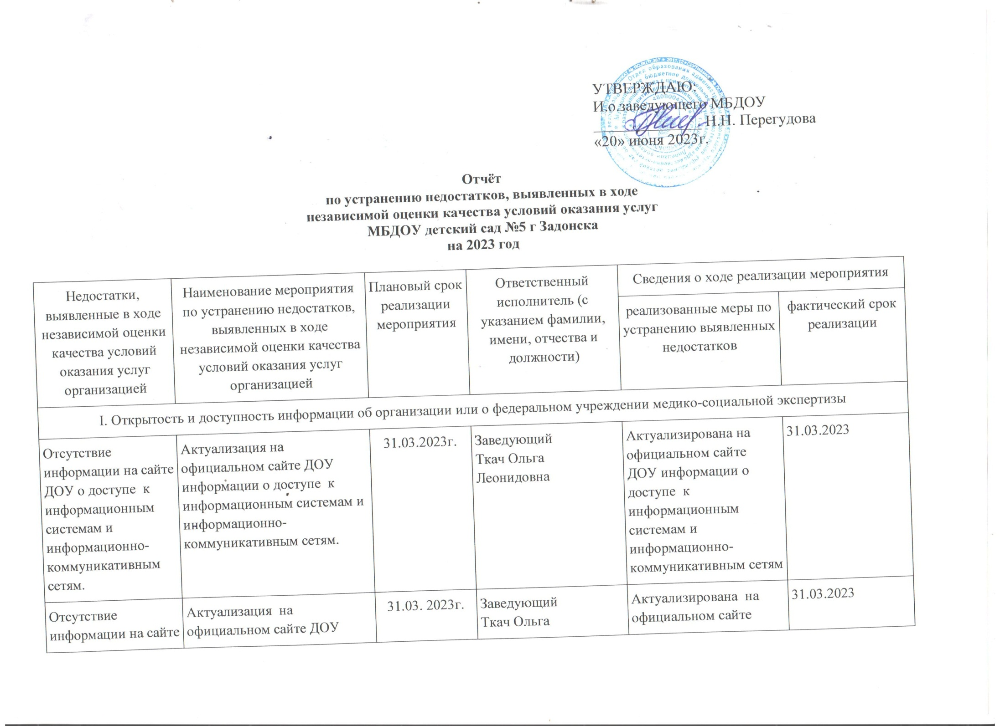 УТВЕРЖДАЮ:
И.о.заведующего МБДОУ
Н.Н. Перегудова
«20» июня 2023г.
Отчёт
по устранению недостатков, выявленных в ходе
независимой оценки качества условий оказания услуг
МБДОУ детский сад №5 г Задонска
на 2023 год
Недостатки,
выявленные в ходе
независимой оценки
качества условий
оказания услуг
организацией
Наименование мероприятия
по устранению недостатков,
выявленных в ходе
независимой оценки качества
условий оказания услуг
организацией
Плановый срок
реализации
мероприятия
Ответственный
исполнитель (с
указанием фамилии,
имени, отчества и
должности)
Сведения о ходе реализации мероприятия
реализованные меры по
устранению выявленных
недостатков
фактический срок
реализации
I. Открытость и доступность информации об организации или о федеральном учреждении медико-социальной экспертизы
Отсутствие
информации на сайте
ДОУ о доступе к
информационным
системам и
информационно-
коммуникативным
сетям.
Актуализация на
официальном сайте ДОУ
информации о доступе к
информационным системам и
информационно-
коммуникативным сетям.
31.03.2023г.
Заведующий
Ткач Ольга
Леонидовна
Актуализирована на
официальном сайте
ДОУ информации о
доступе к
информационным
системам и
информационно-
коммуникативным сетям
31.03.2023
Отсутствие
информации на сайте
Актуализация на
официальном сайте ДОУ
31.03. 2023г.
Заведующий
Ткач Ольга
Актуализирована на
официальном сайте
31.03.2023